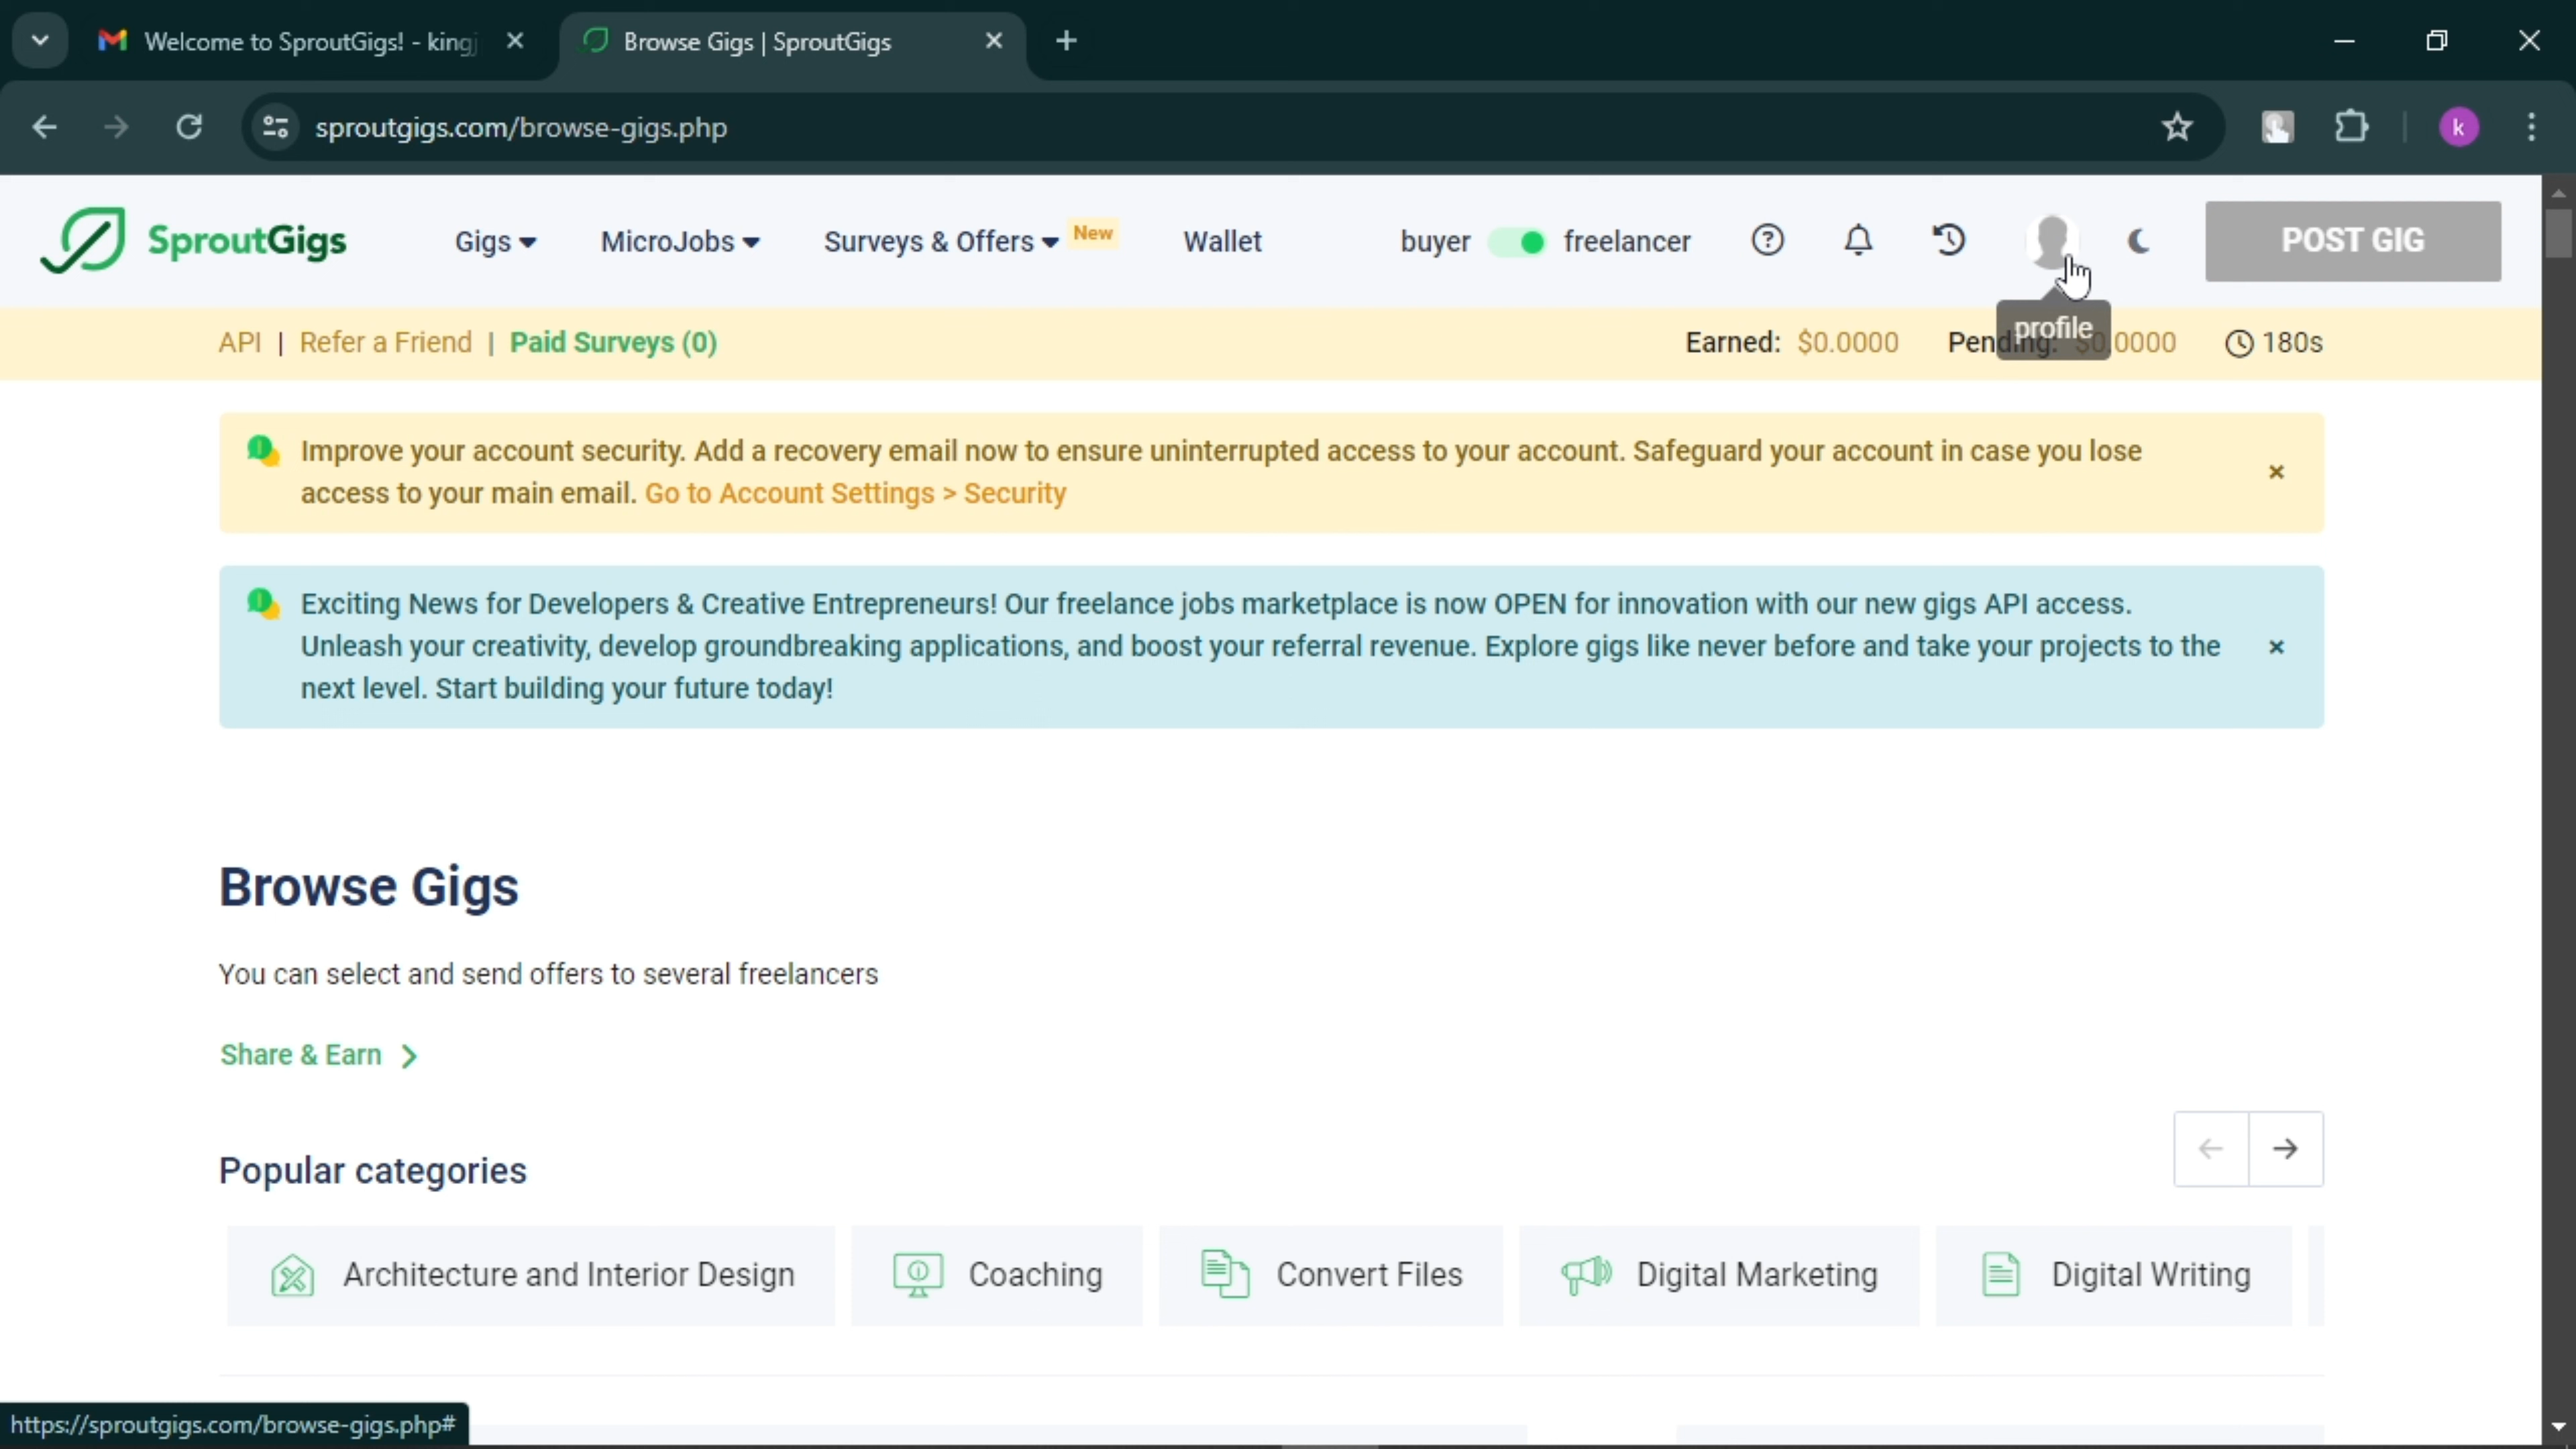 Welcome to SproutGigs! - kingj
Browse Gigs | SproutGigs
sproutgigs.com/browse-gigs.php
k
SproutGigs
Gigs
MicroJobs
Surveys & Offers
New
Wallet
buyer
freelancer
POST GIG
API | Refer a Friend | Paid Surveys (0)
Earned: $0.0000
Pending: $0.0000
180s
profile
Improve your account security. Add a recovery email now to ensure uninterrupted access to your account. Safeguard your account in case you lose
access to your main email. Go to Account Settings > Security
Exciting News for Developers & Creative Entrepreneurs! Our freelance jobs marketplace is now OPEN for innovation with our new gigs API access.
Unleash your creativity, develop groundbreaking applications, and boost your referral revenue. Explore gigs like never before and take your projects to the
next level. Start building your future today!
Browse Gigs
You can select and send offers to several freelancers
Share & Earn
Popular categories
Architecture and Interior Design
Coaching
Convert Files
Digital Marketing
Digital Writing
https://sproutgigs.com/browse-gigs.php#